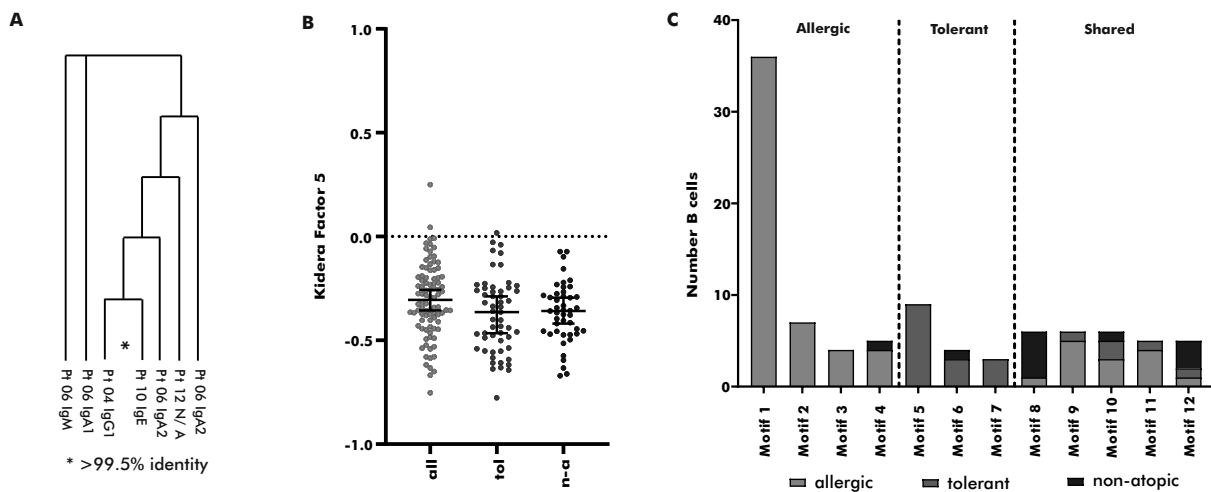 A
*
Pt 06 IgM
Pt 06 IgA1
Pt 04 IgG1
Pt 10 IgE
Pt 06 IgA2
Pt 12 N/ A
Pt 06 IgA2
* >99.5% identity
B
Kidera Factor 5
1.0
0.5
0.0
-0.5
-1.0
all
tol
n-a
C
Number B cells
40
30
20
10
0
Allergic
Tolerant
Shared
Motif 1
Motif 2
Motif 3
Motif 4
Motif 5
Motif 6
Motif 7
Motif 8
Motif 9
Motif 10
Motif 11
Motif 12
allergic
tolerant
non-atopic